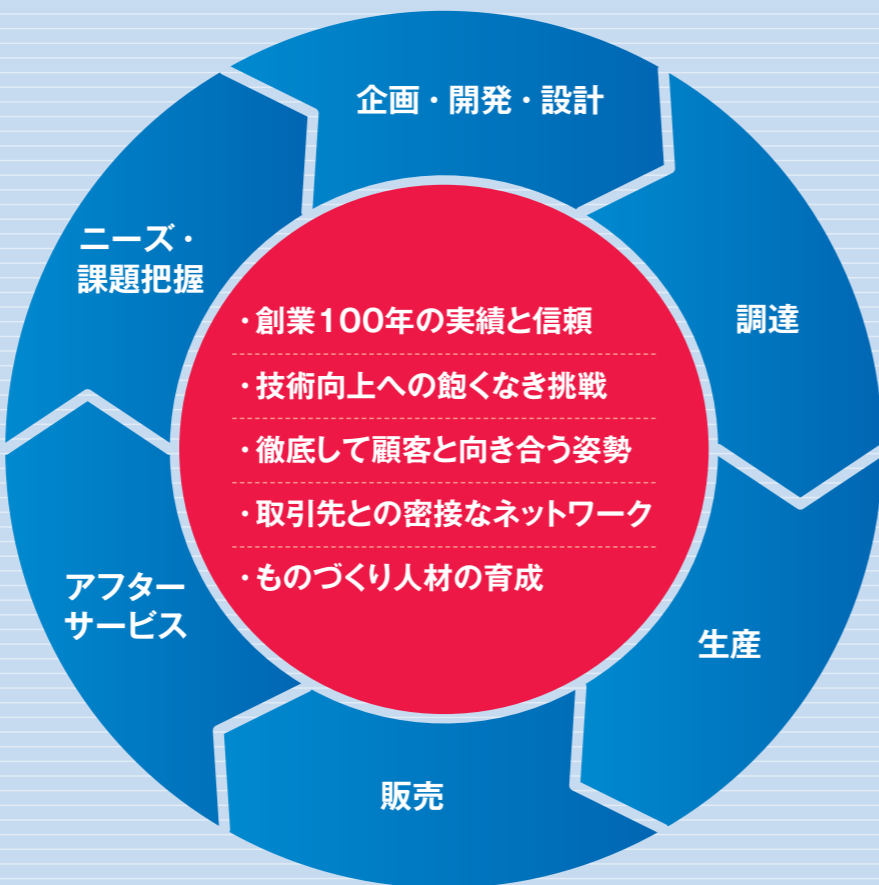 企画・開発・設計
ニーズ・
課題把握
調達
・創業100年の実績と信頼
・技術向上への飽くなき挑戦
・徹底して顧客と向き合う姿勢
・取引先との密接なネットワーク
・ものづくり人材の育成
アフター
サービス
生産
販売